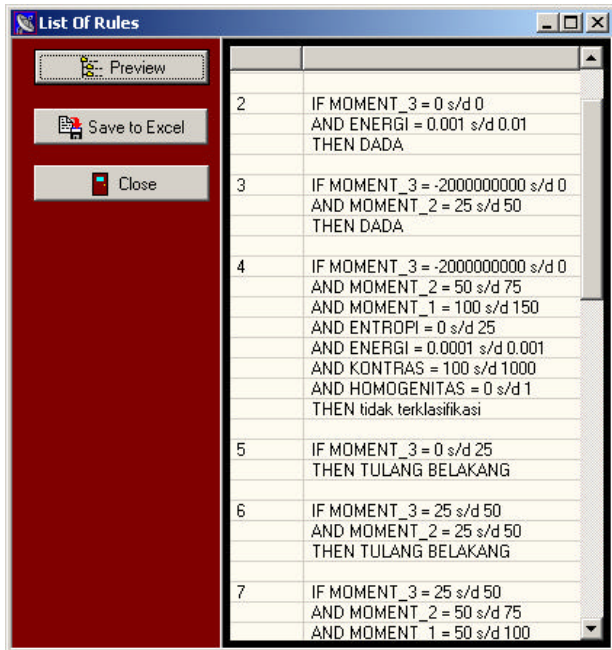 List Of Rules
Preview
Save to Excel
Close
2 IF MOMENT_3 = 0 s/d 0
AND ENERGI = 0.001 s/d 0.01
THEN DADA
3 IF MOMENT_3 = -2000000000 s/d 0
AND MOMENT_2 = 25 s/d 50
THEN DADA
4 IF MOMENT_3 = -2000000000 s/d 0
AND MOMENT_2 = 50 s/d 75
AND MOMENT_1 = 100 s/d 150
AND ENTROPI = 0 s/d 25
AND ENERGI = 0.0001 s/d 0.001
AND KONTRAS = 100 s/d 1000
AND HOMOGENITAS = 0 s/d 1
THEN tidak terklasifikasi
5 IF MOMENT_3 = 0 s/d 25
THEN TULANG BELAKANG
6 IF MOMENT_3 = 25 s/d 50
AND MOMENT_2 = 25 s/d 50
THEN TULANG BELAKANG
7 IF MOMENT_3 = 25 s/d 50
AND MOMENT_2 = 50 s/d 75
AND MOMENT_1 = 50 s/d 100